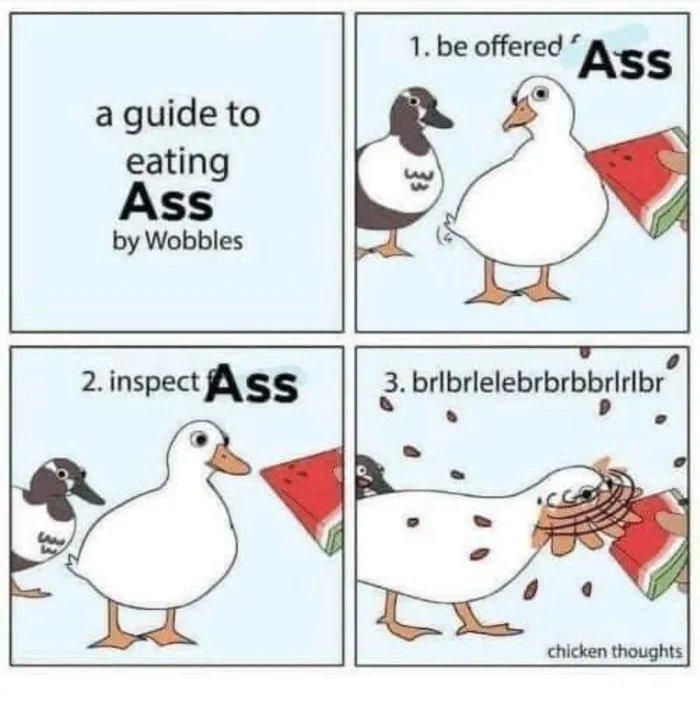 a guide to
eating
Ass
by Wobbles
1. be offered Ass
2. inspect Ass
3. brlbrlelebrbrbbrlrlbr
chicken thoughts